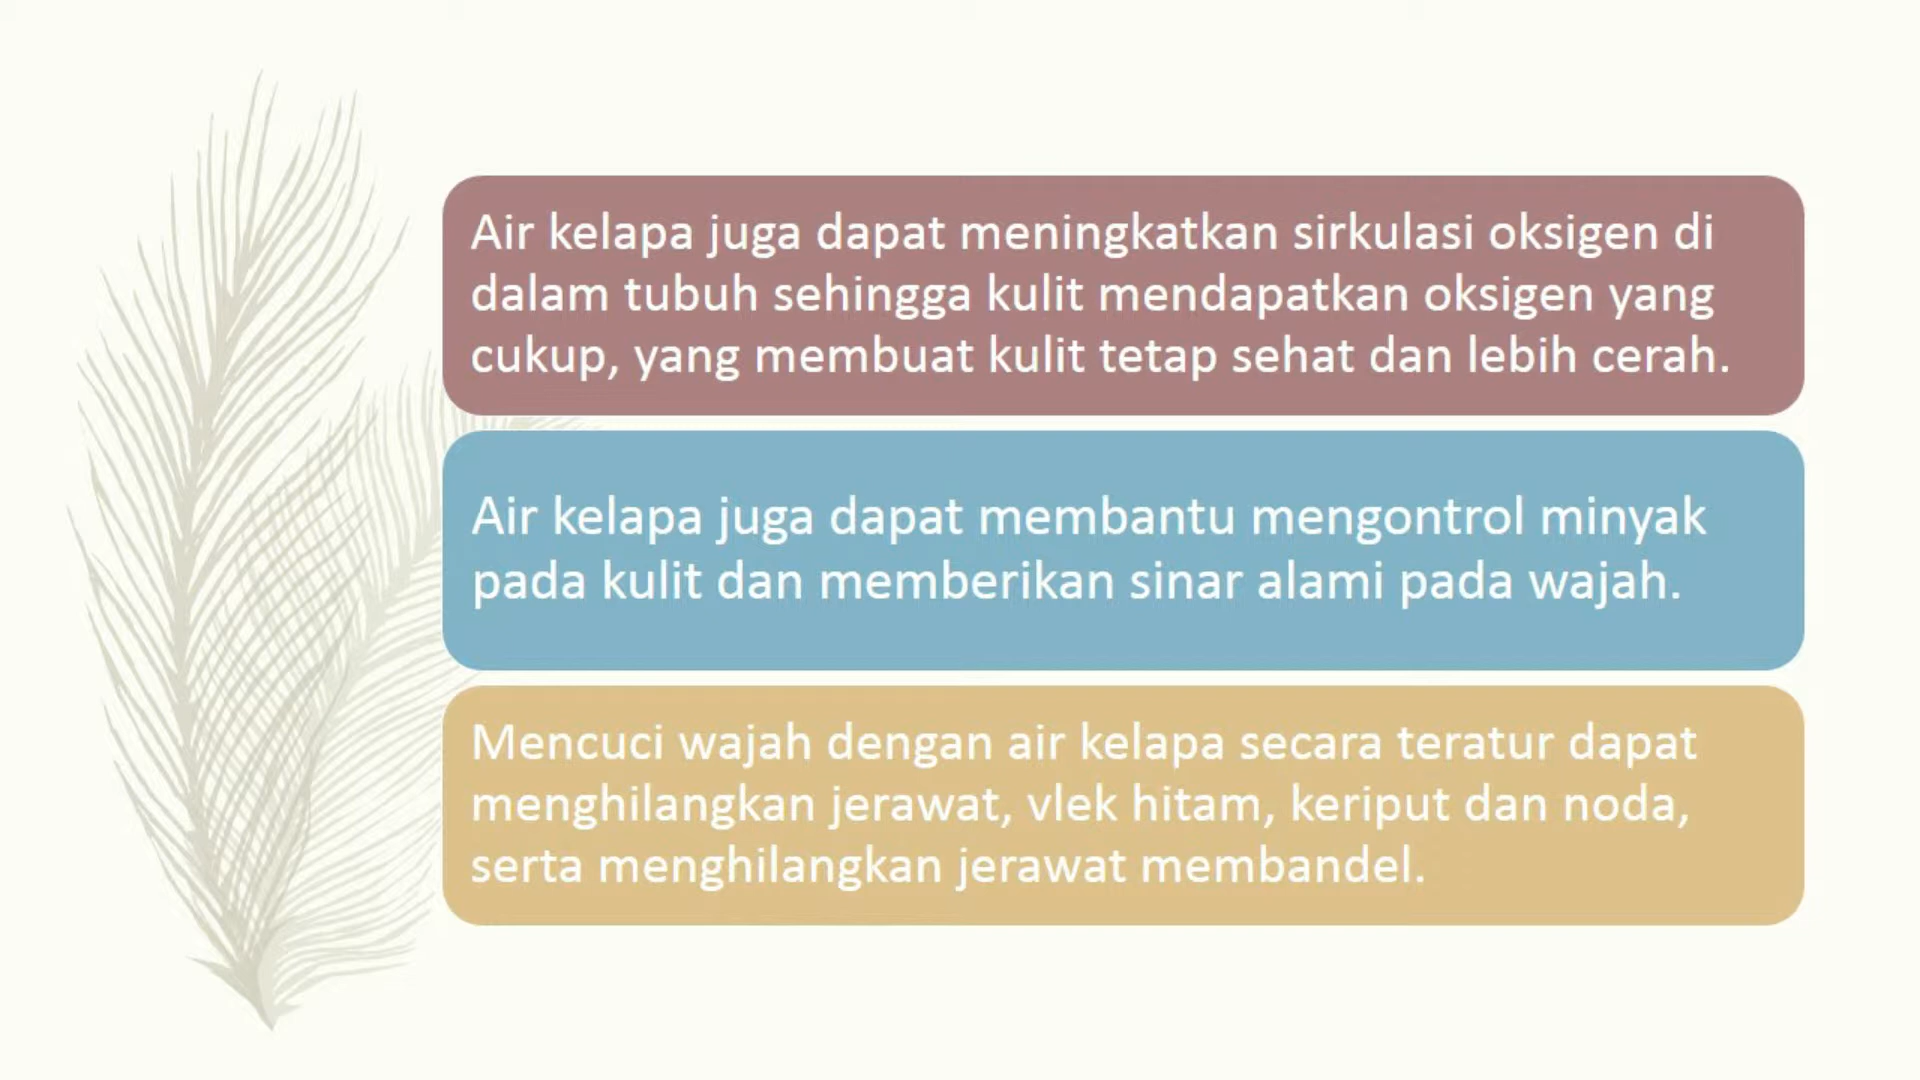 Air kelapa juga dapat meningkatkan sirkulasi oksigen di
dalam tubuh sehingga kulit mendapatkan oksigen yang
cukup, yang membuat kulit tetap sehat dan lebih cerah.
Air kelapa juga dapat membantu mengontrol minyak
pada kulit dan memberikan sinar alami pada wajah.
Mencuci wajah dengan air kelapa secara teratur dapat
menghilangkan jerawat, vlek hitam, keriput dan noda,
serta menghilangkan jerawat membandel.